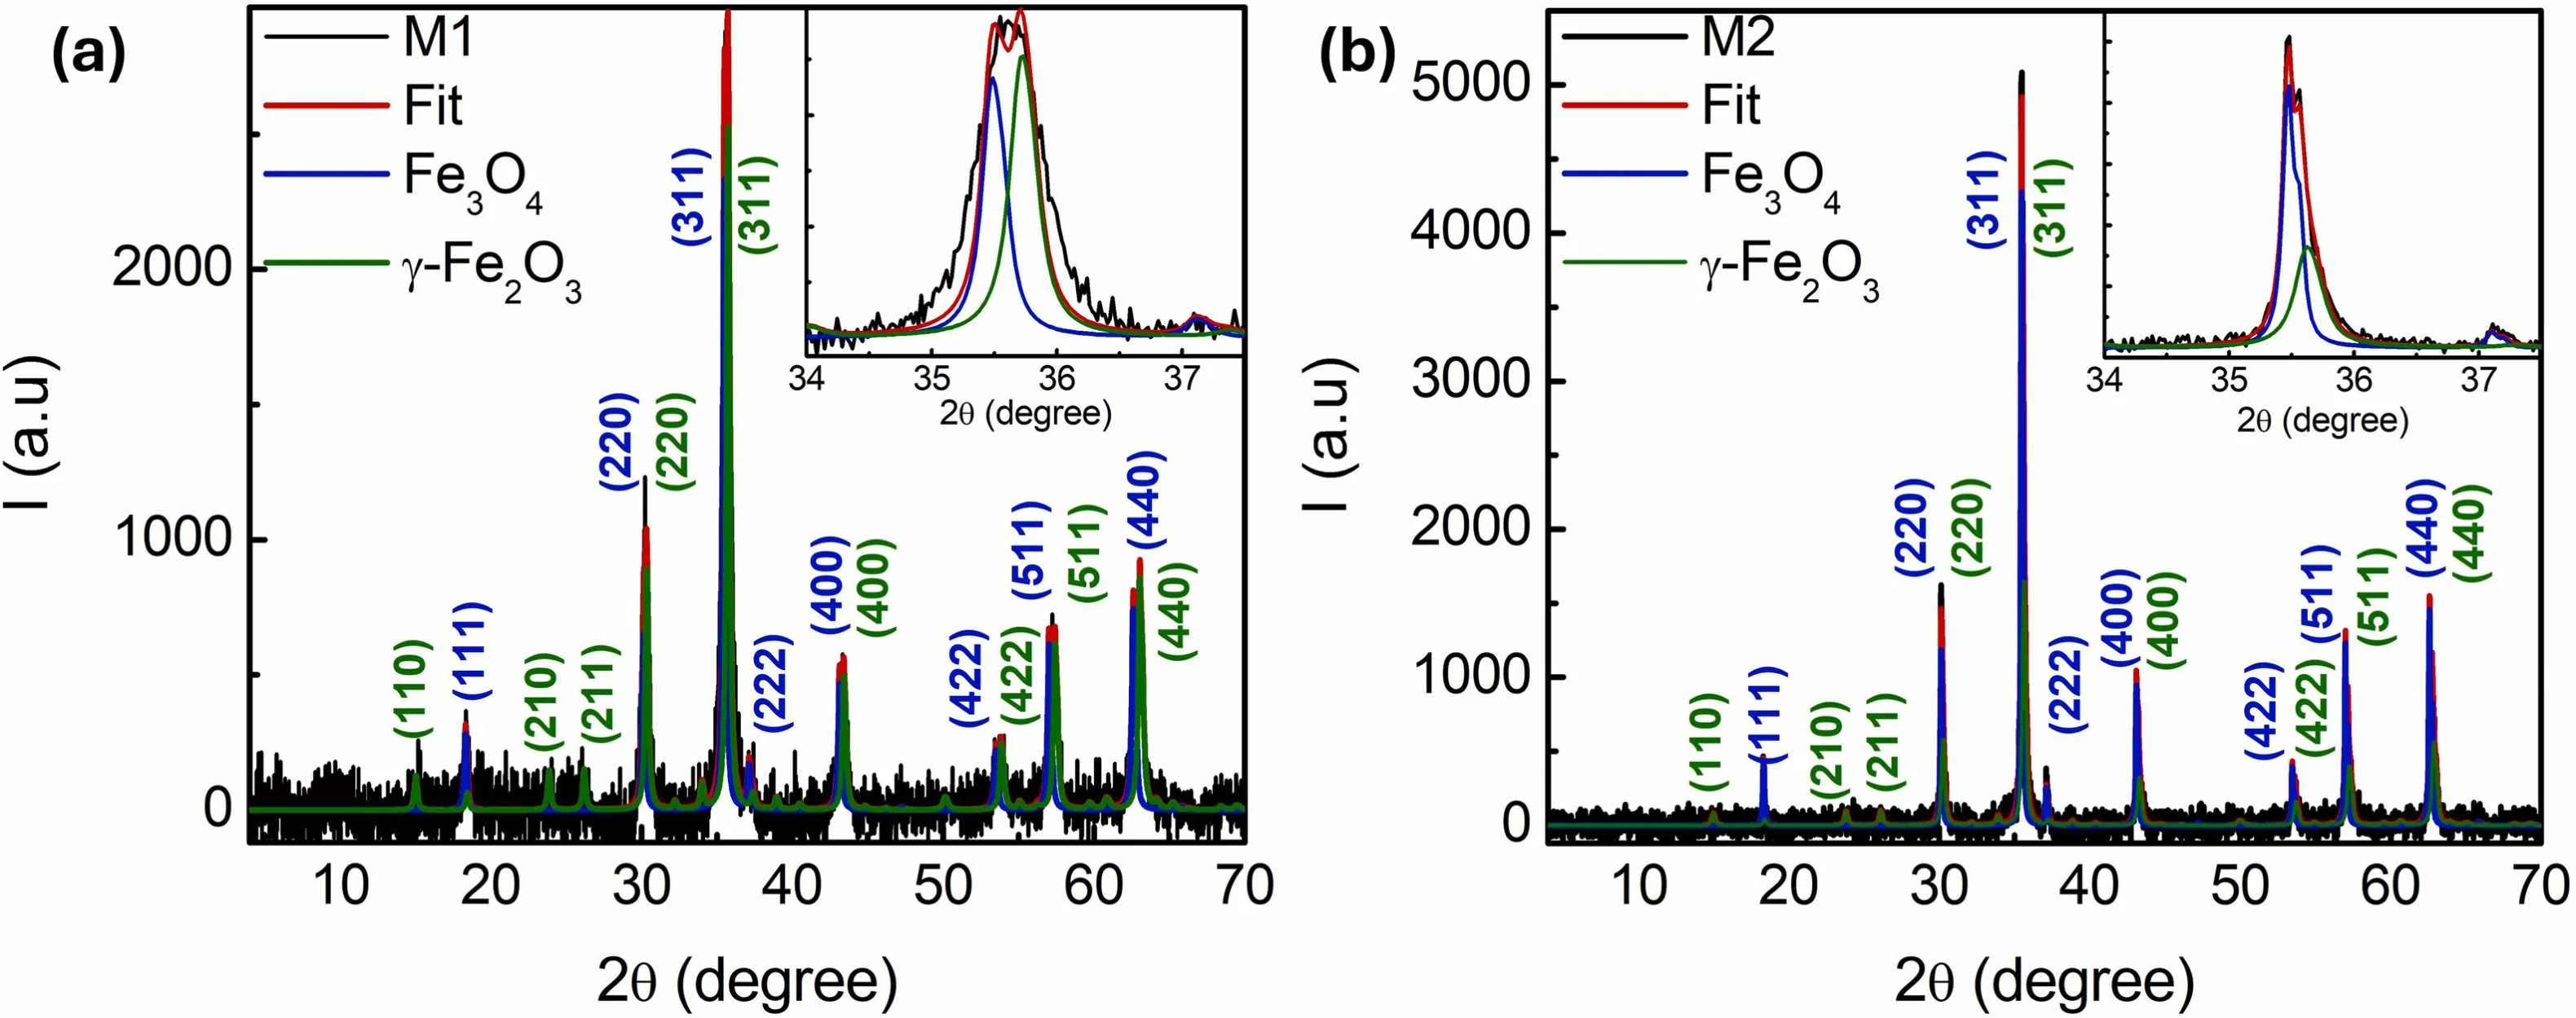 (a)
M1
Fit
Fe3O4
γ-Fe2O3
I (a.u)
2000
1000
0
(110)
(111)
(210)
(211)
(220)
(220)
(311)
(311)
(222)
(400)
(400)
(422)
(422)
(511)
(511)
(440)
(440)
34 35 36 37
2θ (degree)
10 20 30 40 50 60 70
2θ (degree)
(b)
M2
Fit
Fe3O4
γ-Fe2O3
I (a.u)
5000
4000
3000
2000
1000
0
(110)
(111)
(210)
(211)
(220)
(220)
(311)
(311)
(222)
(400)
(400)
(422)
(422)
(511)
(511)
(440)
(440)
34 35 36 37
2θ (degree)
10 20 30 40 50 60 70
2θ (degree)